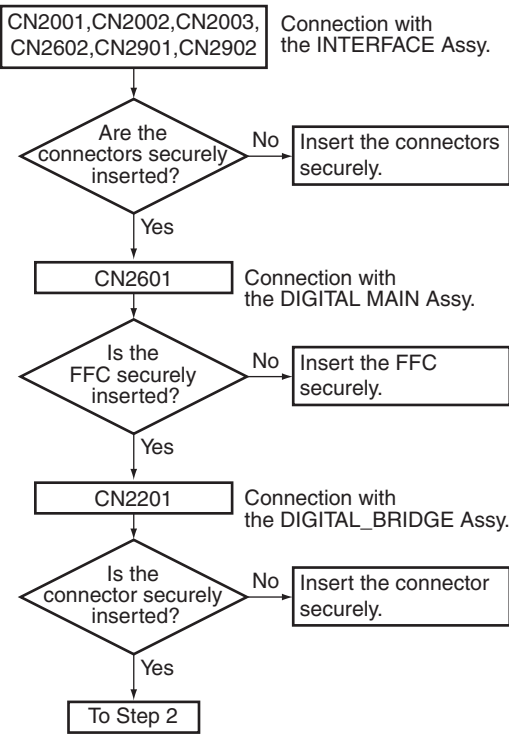 CN2001,CN2002,CN2003,
CN2602,CN2901,CN2902
Connection with
the INTERFACE Assy.
Are the
connectors securely
inserted?
No
Insert the connectors
securely.
Yes
CN2601
Connection with
the DIGITAL MAIN Assy.
Is the
FFC securely
inserted?
No
Insert the FFC
securely.
Yes
CN2201
Connection with
the DIGITAL_BRIDGE Assy.
Is the
connector securely
inserted?
No
Insert the connector
securely.
Yes
To Step 2